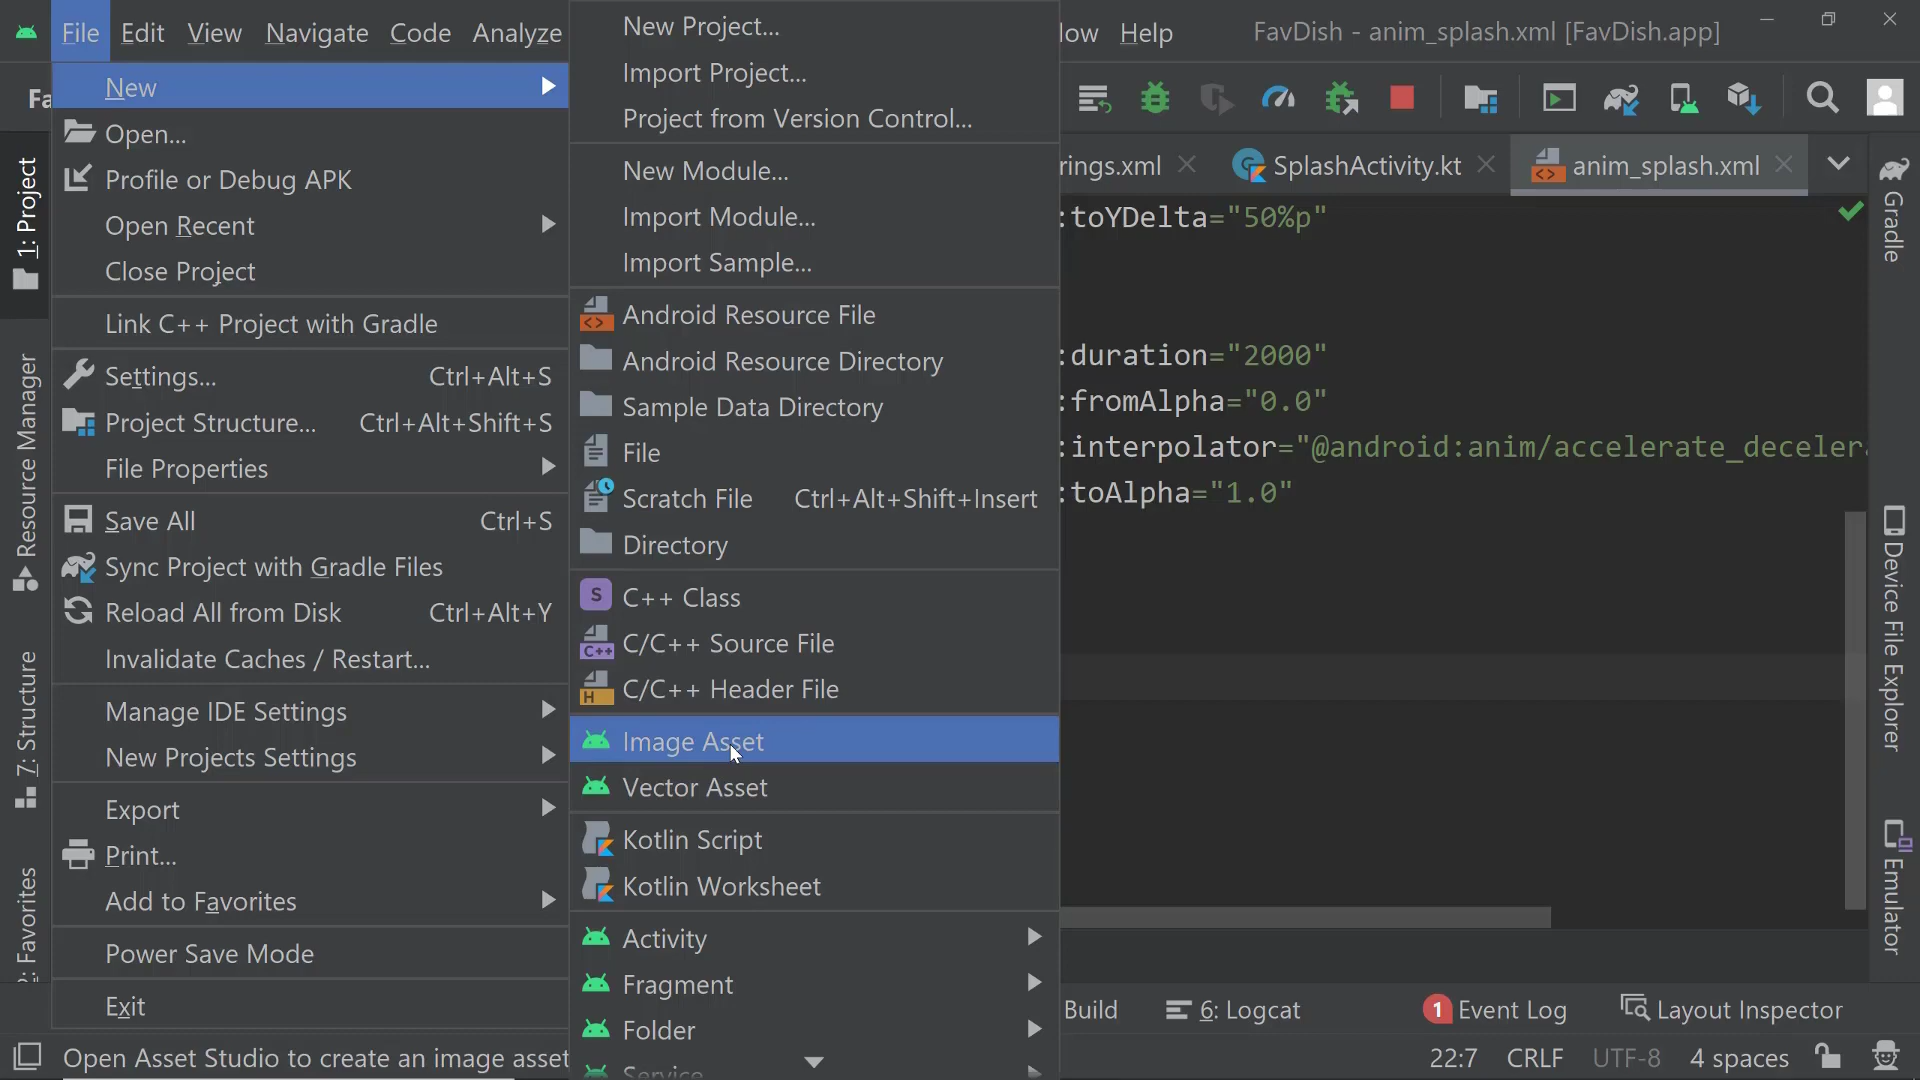 File Edit View Navigate Code Analyze
low Help
FavDish - anim_splash.xml [FavDish.app]
Fa
New
Open...
Profile or Debug APK
Open Recent
Close Project
Link C++ Project with Gradle
Settings... Ctrl+Alt+S
Project Structure... Ctrl+Alt+Shift+S
File Properties
Save All Ctrl+S
Sync Project with Gradle Files
Reload All from Disk Ctrl+Alt+Y
Invalidate Caches / Restart...
Manage IDE Settings
New Projects Settings
Export
Print...
Add to Favorites
Power Save Mode
Exit
New Project...
Import Project...
Project from Version Control...
New Module...
Import Module...
Import Sample...
Android Resource File
Android Resource Directory
Sample Data Directory
File
Scratch File Ctrl+Alt+Shift+Insert
Directory
S C++ Class
C++ C/C++ Source File
H C/C++ Header File
Image Asset
Vector Asset
Kotlin Script
Kotlin Worksheet
Activity
Fragment
Folder
Service
rings.xml SplashActivity.kt anim_splash.xml
:toYDelta="50%p"
:duration="2000"
:fromAlpha="0.0"
:interpolator="@android:anim/accelerate_deceler
:toAlpha="1.0"
1: Project
Resource Manager
7: Structure
2: Favorites
Gradle
Device File Explorer
Emulator
Build 6: Logcat 1 Event Log Layout Inspector
Open Asset Studio to create an image asset
22:7 CRLF UTF-8 4 spaces